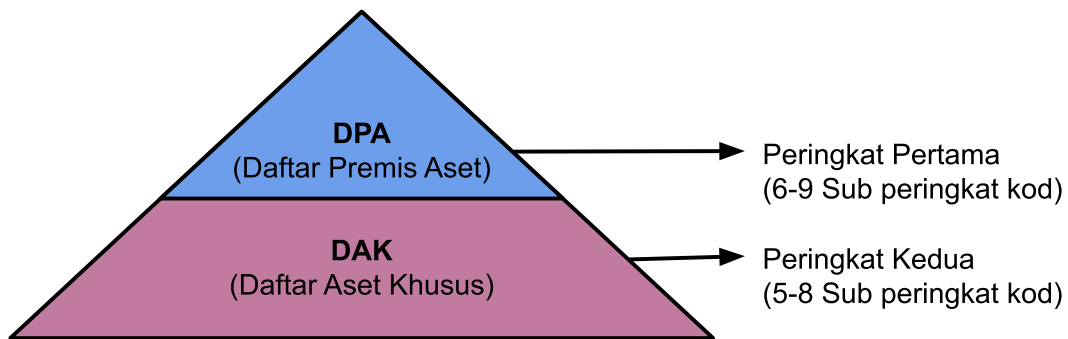 DPA
(Daftar Premis Aset)
Peringkat Pertama
(6-9 Sub peringkat kod)
DAK
(Daftar Aset Khusus)
Peringkat Kedua
(5-8 Sub peringkat kod)